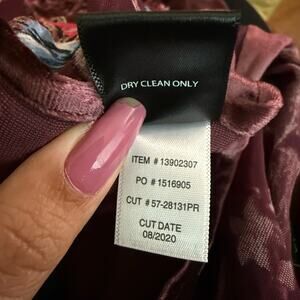 DRY CLEAN ONLY
ITEM # 13902307
PO # 1516905
CUT # 57-28131PR
CUT DATE
08/2020